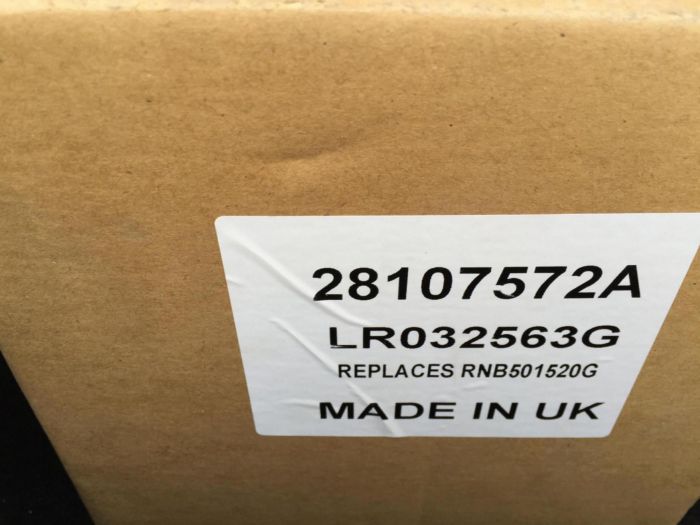 28107572A
LR032563G
REPLACES RNB501520G
MADE IN UK